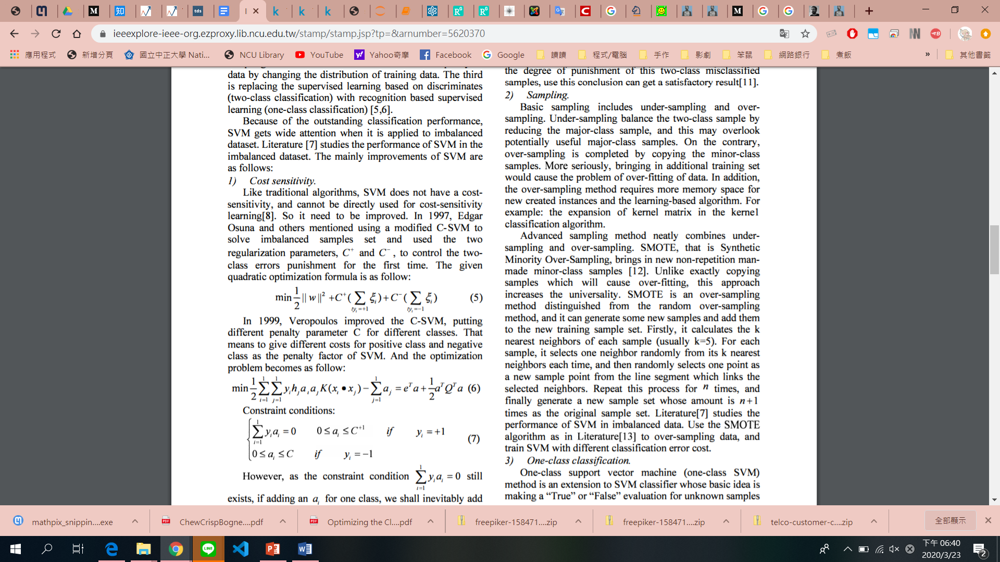 ieeexplore-ieee-org.ezproxy.lib.ncu.edu.tw/stamp/stamp.jsp?tp=&arnumber=5620370
應用程式 新增分頁 國立中正大學 Nati... NCU Library YouTube Yahoo奇摩 Facebook Google 讀讀 程式/電腦 手作 影劇 笨鼠 網路銀行 煮飯 » 其他書籤
data by changing the distribution of training data. The third
is replacing the supervised learning based on discriminates
(two-class classification) with recognition based supervised
learning (one-class classification) [5,6].
Because of the outstanding classification performance,
SVM gets wide attention when it is applied to imbalanced
dataset. Literature [7] studies the performance of SVM in the
imbalanced dataset. The mainly improvements of SVM are
as follows:
1) Cost sensitivity.
Like traditional algorithms, SVM does not have a cost-
sensitivity, and cannot be directly used for cost-sensitivity
learning[8]. So it need to be improved. In 1997, Edgar
Osuna and others mentioned using a modified C-SVM to
solve imbalanced samples set and used the two
regularization parameters, C⁺ and C⁻, to control the two-
class errors punishment for the first time. The given
quadratic optimization formula is as follow:
min 1/2 || w ||² +C⁺( ∑ ξᵢ)+C⁻( ∑ ξᵢ) (5)
ty_i=+1 ty_i=-1
In 1999, Veropoulos improved the C-SVM, putting
different penalty parameter C for different classes. That
means to give different costs for positive class and negative
class as the penalty factor of SVM. And the optimization
problem becomes as follow:
min 1/2 ∑_{i=1}^{1} ∑_{j=1}^{1} y_i h_j a_i a_j K(x_i • x_j) − ∑_{j=1}^{1} a_j = e^T a + 1/2 a^T Q^T a (6)
Constraint conditions:
∑_{i=1}^{1} y_i a_i = 0 0 ≤ a_i ≤ C^{+1} if y_i = +1
(7)
0 ≤ a_i ≤ C if y_i = −1
However, as the constraint condition ∑_{i=1}^{1} y_i a_i = 0 still
exists, if adding an a_i for one class, we shall inevitably add
the degree of punishment of this two-class misclassified
samples, use this conclusion can get a satisfactory result[11].
2) Sampling.
Basic sampling includes under-sampling and over-
sampling. Under-sampling balance the two-class sample by
reducing the major-class sample, and this may overlook
potentially useful major-class samples. On the contrary,
over-sampling is completed by copying the minor-class
samples. More seriously, bringing in additional training set
would cause the problem of over-fitting of data. In addition,
the over-sampling method requires more memory space for
new created instances and the learning-based algorithm. For
example: the expansion of kernel matrix in the kernel
classification algorithm.
Advanced sampling method neatly combines under-
sampling and over-sampling. SMOTE, that is Synthetic
Minority Over-Sampling, brings in new non-repetition man-
made minor-class samples [12]. Unlike exactly copying
samples which will cause over-fitting, this approach
increases the universality. SMOTE is an over-sampling
method distinguished from the random over-sampling
method, and it can generate some new samples and add them
to the new training sample set. Firstly, it calculates the k
nearest neighbors of each sample (usually k=5). For each
sample, it selects one neighbor randomly from its k nearest
neighbors each time, and then randomly selects one point as
a new sample point from the line segment which links the
selected neighbors. Repeat this process for n times, and
finally generate a new sample set whose amount is n+1
times as the original sample set. Literature[7] studies the
performance of SVM in imbalanced data. Use the SMOTE
algorithm as in Literature[13] to over-sampling data, and
train SVM with different classification error cost.
3) One-class classification.
One-class support vector machine (one-class SVM)
method is an extension to SVM classifier whose basic idea is
making a “True” or “False” evaluation for unknown samples
mathpix_snippin....exe ChewCrispBogne....pdf Optimizing the Cl....pdf freepiker-158471....zip freepiker-158471....zip telco-customer-c....zip 全部顯示
下午 06:40
2020/3/23
2